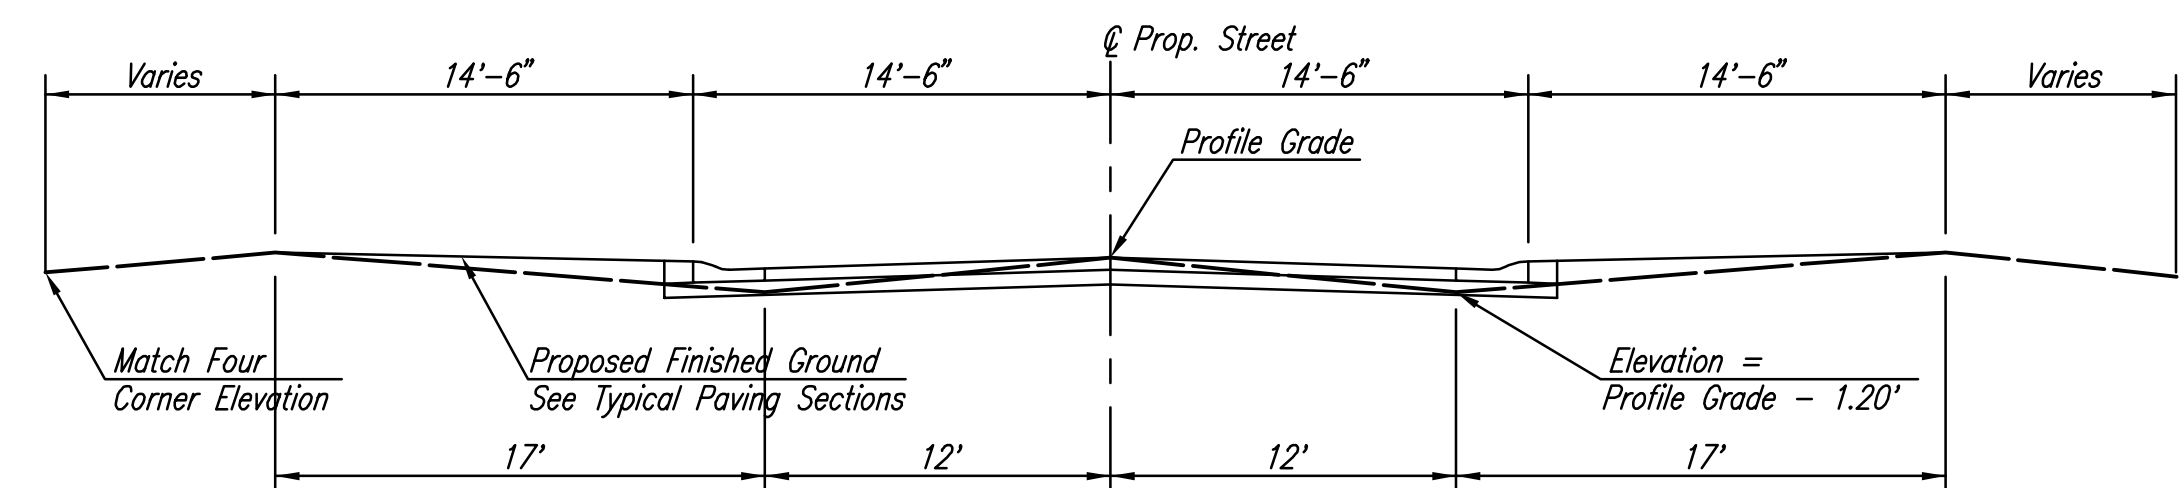 ℄ Prop. Street
Varies 14'-6" 14'-6" 14'-6" 14'-6" Varies
Profile Grade
Match Four
Corner Elevation
Proposed Finished Ground
See Typical Paving Sections
Elevation =
Profile Grade - 1.20'
17' 12' 12' 17'